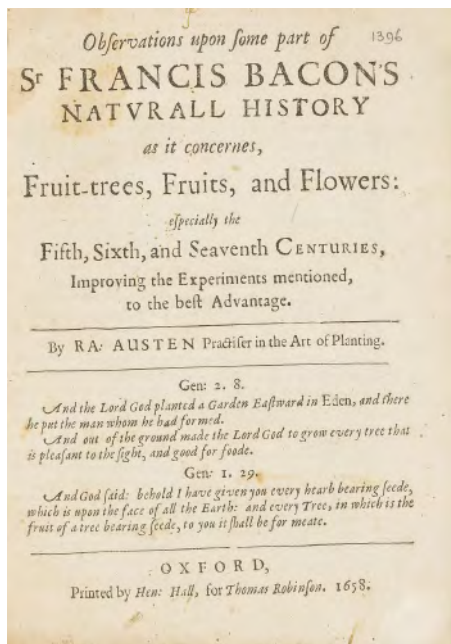 Obſervations upon ſome part of
1396
Sr FRANCIS BACON'S
NATVRALL HISTORY
as it concernes,
Fruit-trees, Fruits, and Flowers:
eſpecially the
Fifth, Sixth, and Seaventh CENTURIES,
Improving the Experiments mentioned,
to the beſt Advantage.
By RA: AUSTEN Practiſer in the Art of Planting.
Gen: 2. 8.
And the Lord God planted a Garden Eaſtward in Eden, and there
he put the man whom he had formed.
And out of the ground made the Lord God to grow every tree that
is pleaſant to the ſight, and good for foode.
Gen: 1. 29.
And God ſaid: behold I have given you every hearb bearing ſeede,
which is upon the face of all the Earth: and every Tree, in which is the
fruit of a tree bearing ſeede, to you it ſhall be for meate.
OXFORD,
Printed by Hen: Hall, for Thomas Robinſon. 1658.